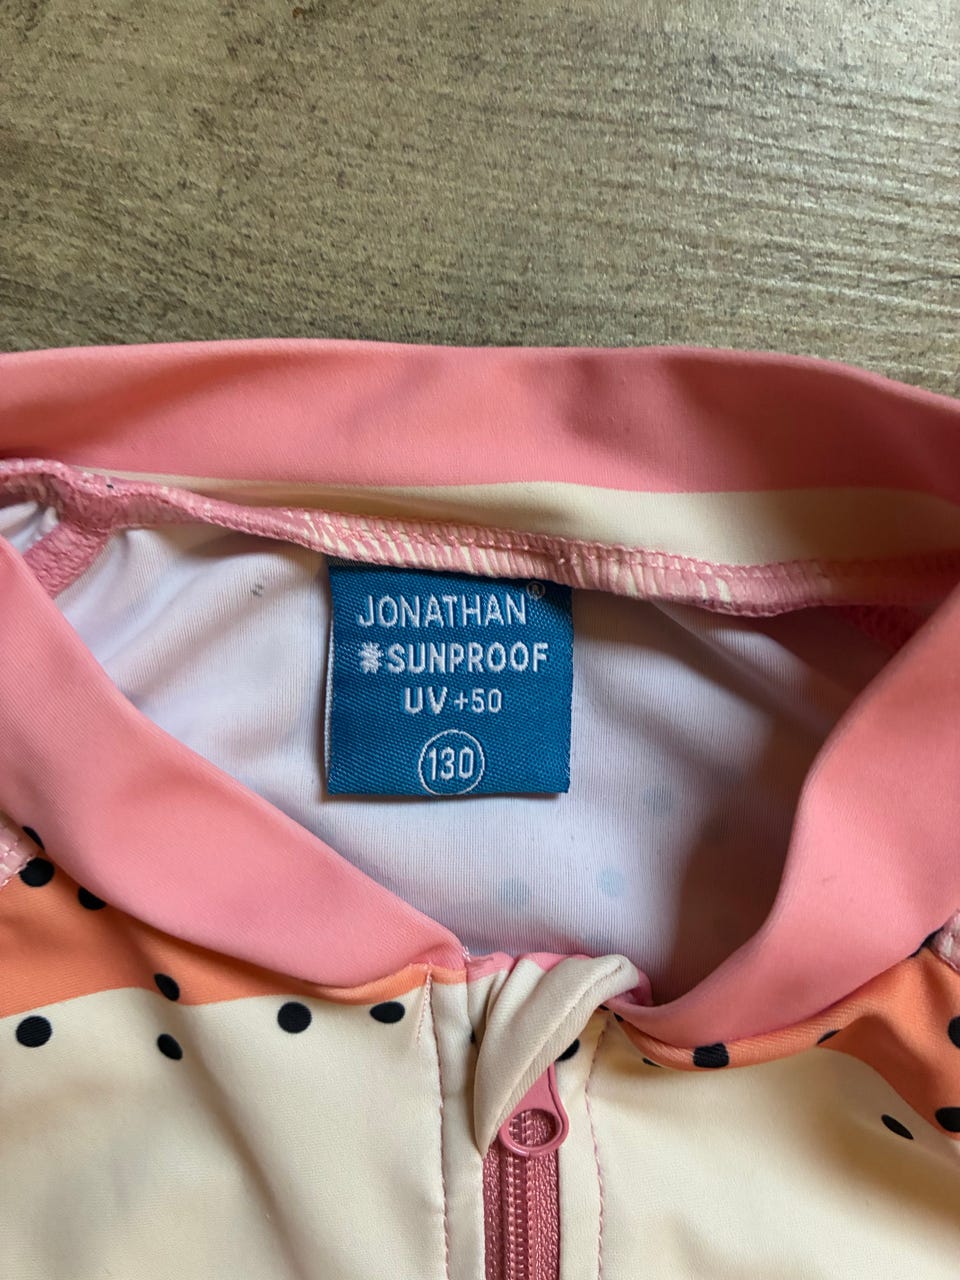 JONATHAN®
SUNPROOF
UV +50
130